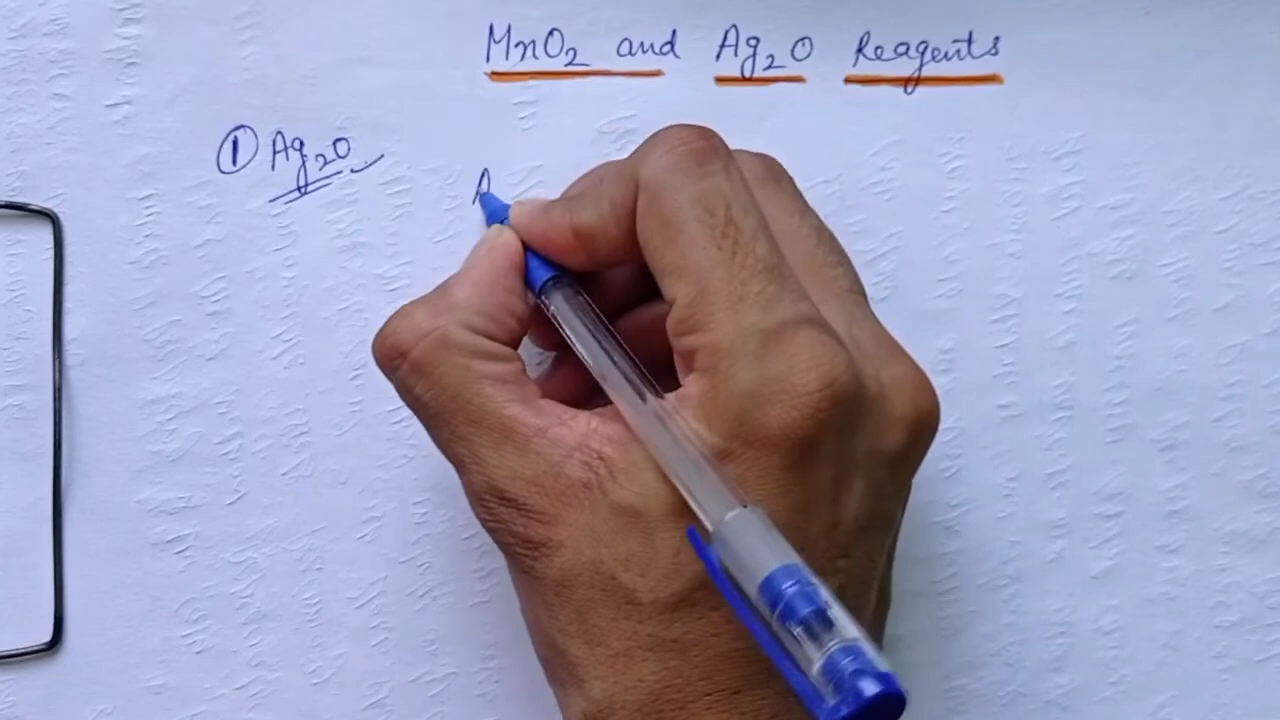 MnO₂ and Ag₂O Reagents
① Ag₂O
A